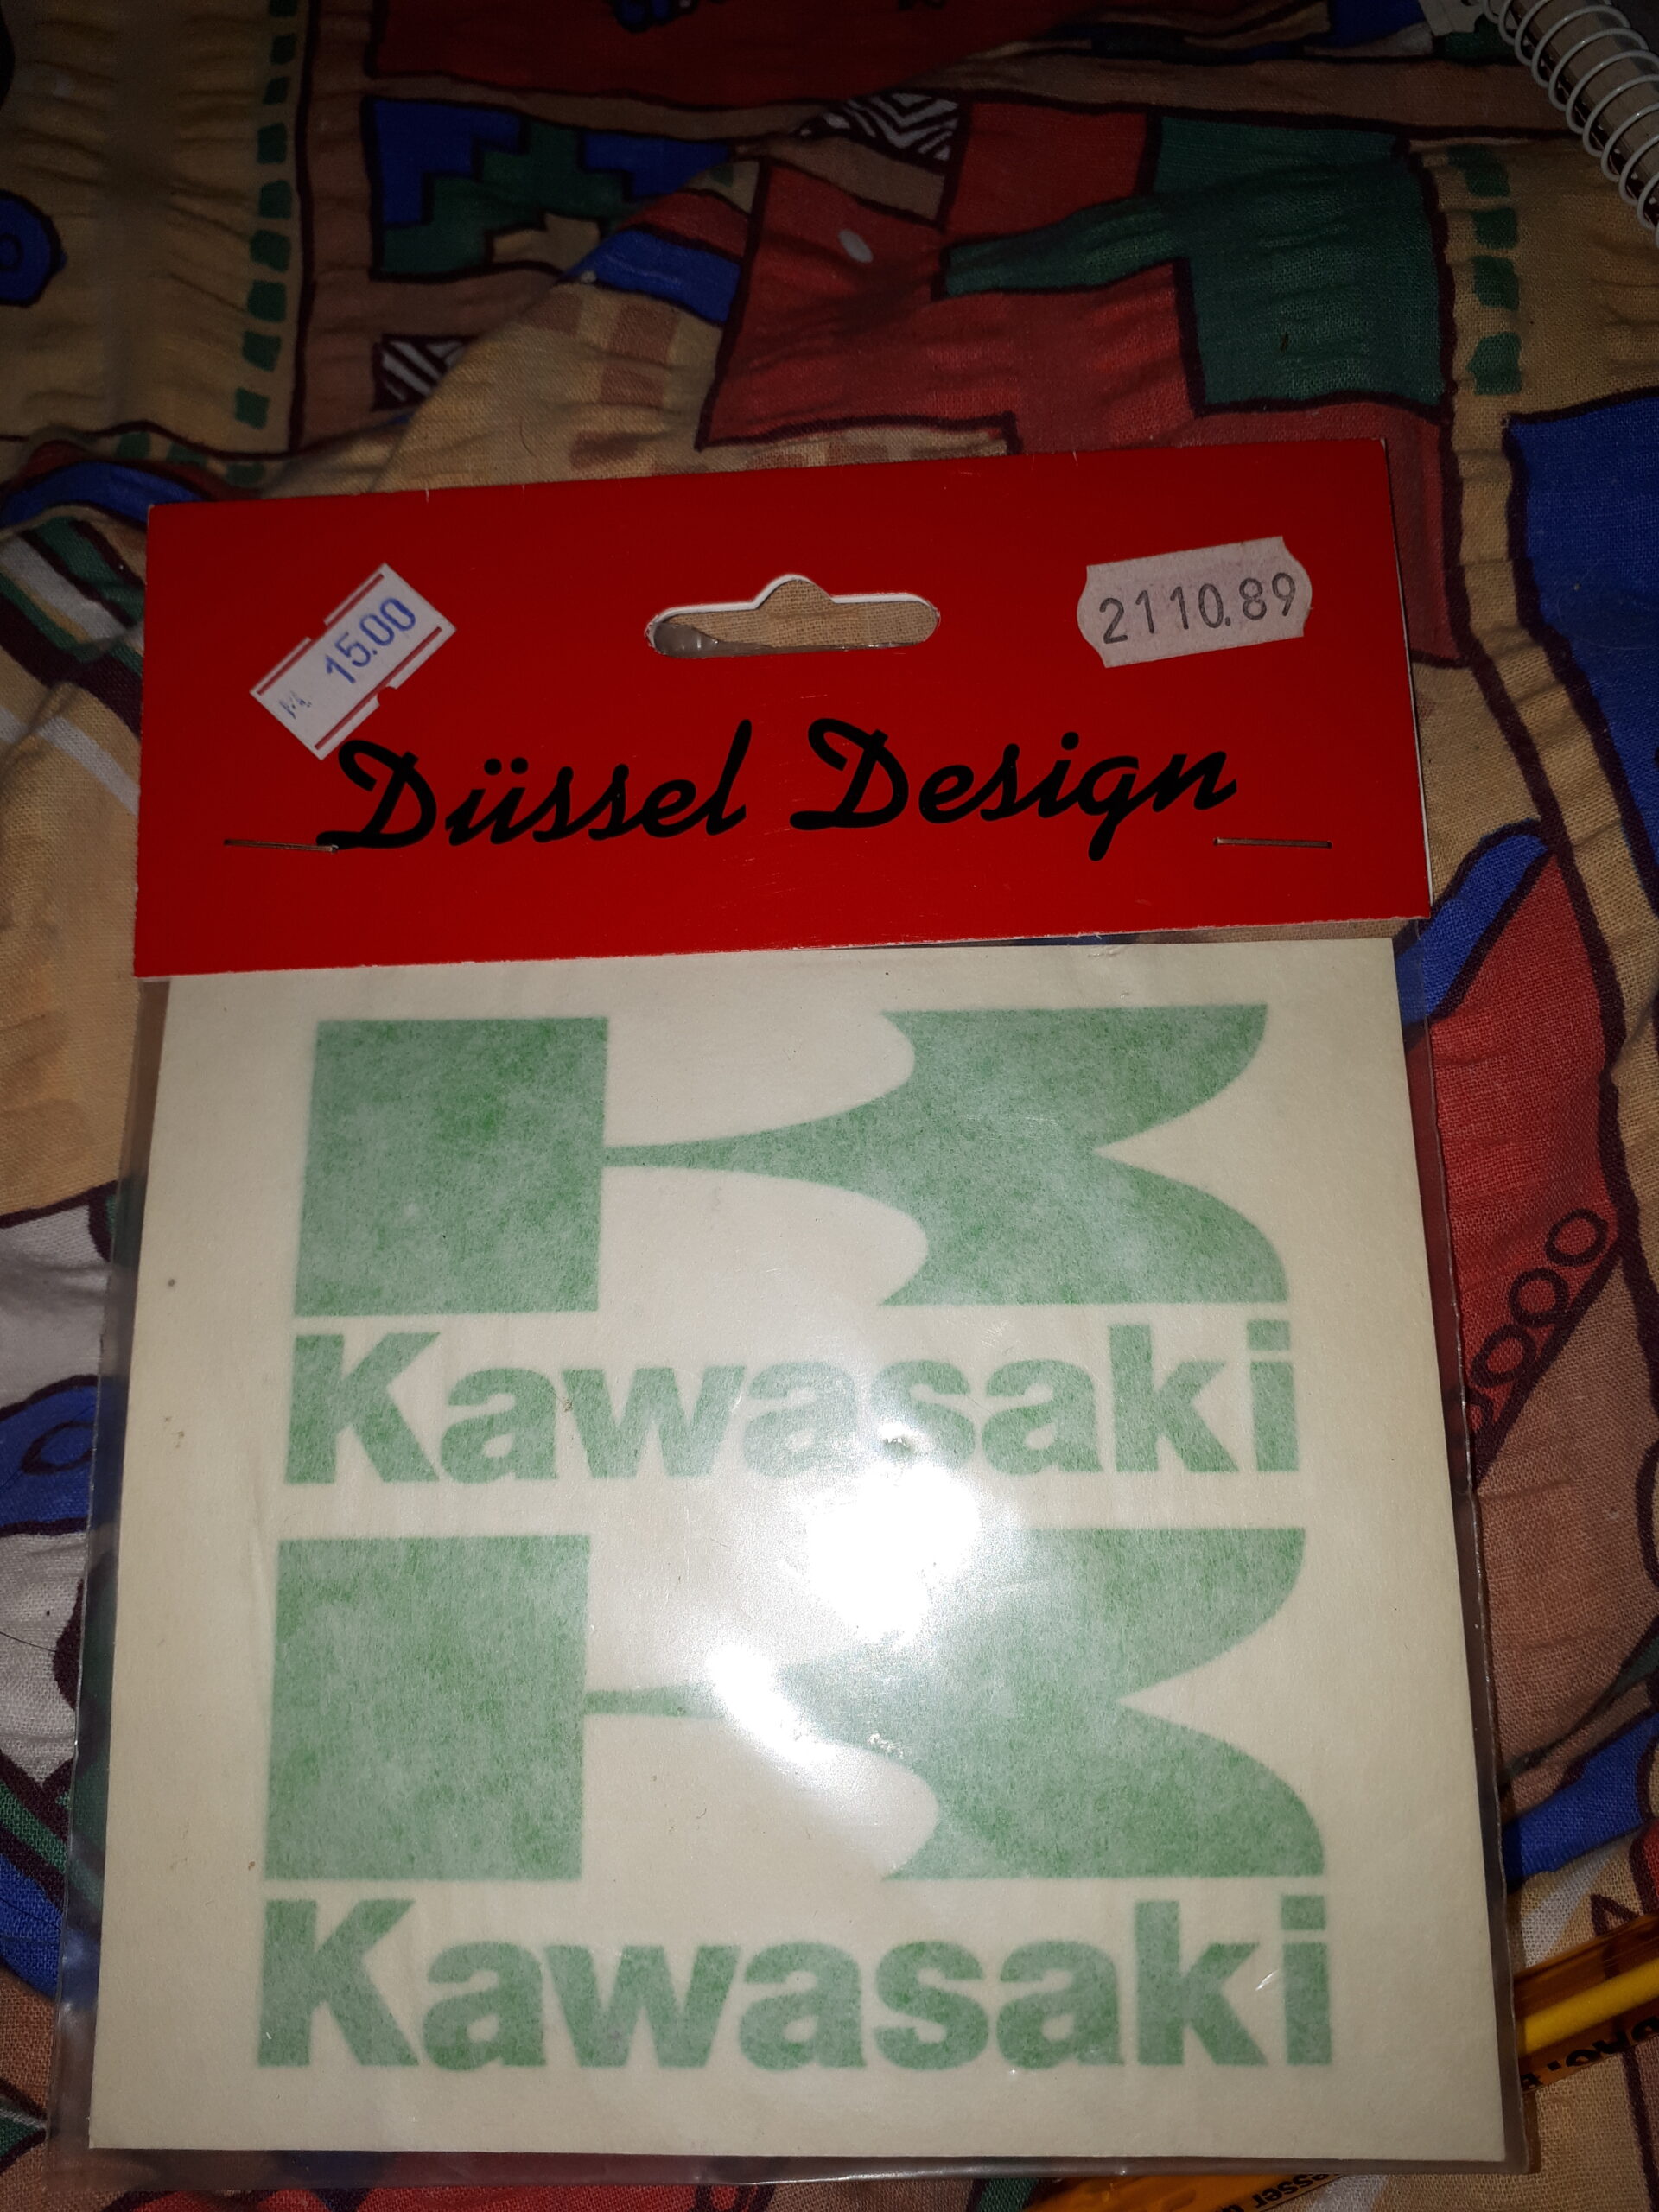 M 15.00
2110.89
Düssel Design
Kawasaki
Kawasaki